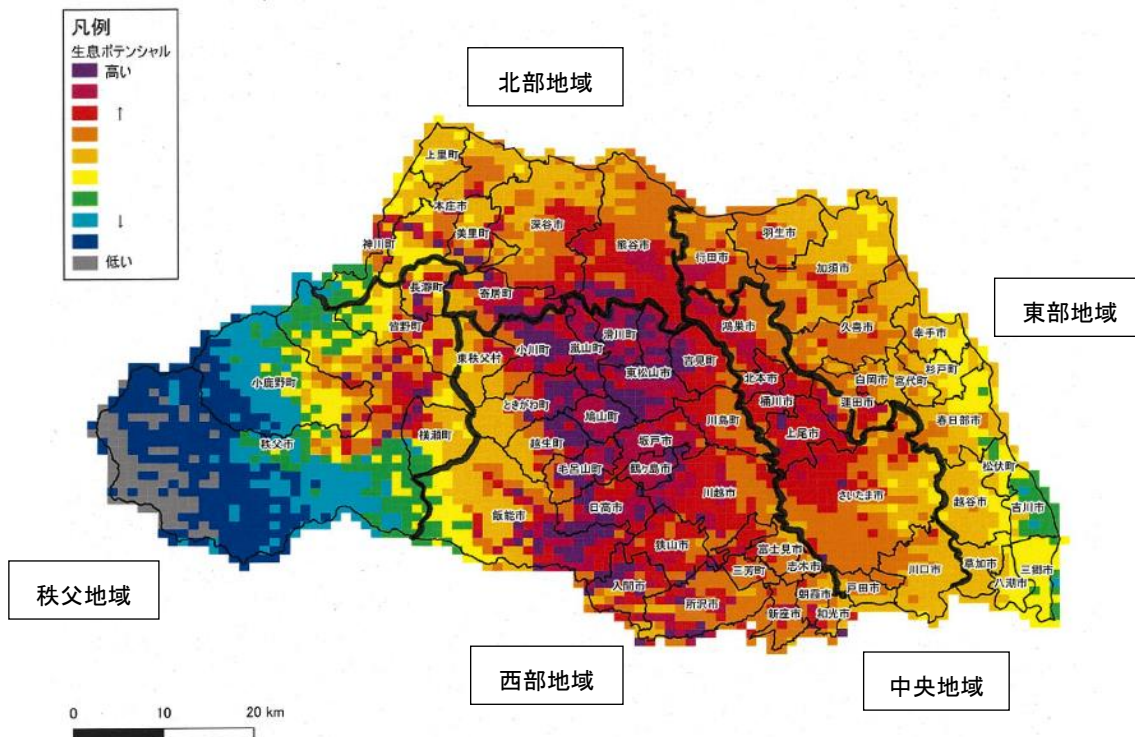 凡例
生息ポテンシャル
高い
↑
↓
低い
北部地域
上里町
本庄市
深谷市
美里町
熊谷市
神川町
羽生市
行田市
加須市
長瀞町
寄居町
東部地域
皆野町
滑川町
鴻巣市
久喜市
幸手市
小川町
嵐山町
吉見町
東秩父村
東松山市
杉戸町
小鹿野町
北本市
白岡市
宮代町
ときがわ町
鳩山町
桶川市
蓮田市
川島町
春日部市
横瀬町
越生町
坂戸市
上尾市
秩父市
毛呂山町
鶴ヶ島市
松伏町
川越市
さいたま市
越谷市
吉川市
飯能市
日高市
狭山市
富士見市
三芳町
志木市
川口市
草加市
三郷市
入間市
戸田市
八潮市
朝霞市
所沢市
新座市
和光市
秩父地域
西部地域
中央地域
0 10 20 km